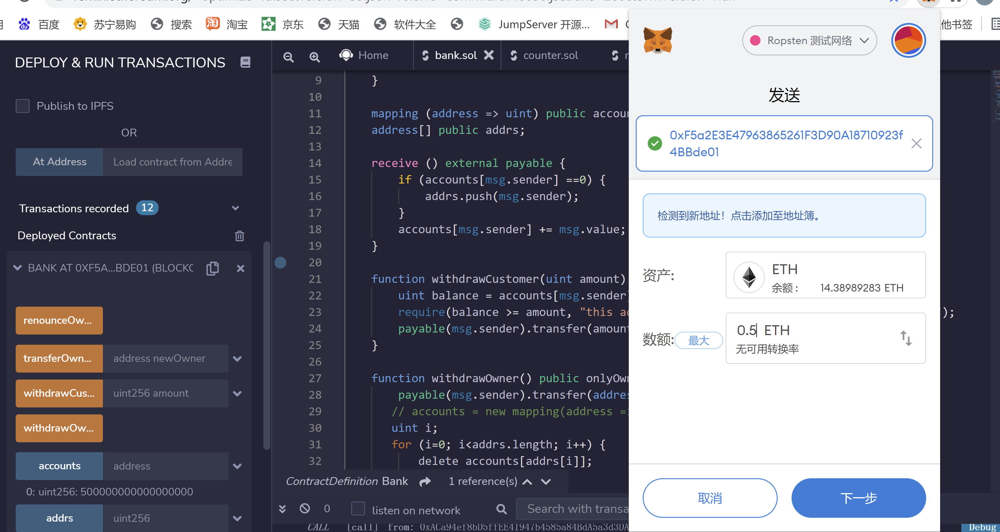 百度
苏宁易购
搜索
淘宝
京东
天猫
软件大全
JumpServer 开源...
他书签
DEPLOY & RUN TRANSACTIONS
Publish to IPFS
OR
At Address
Load contract from Addre
Transactions recorded 12
Deployed Contracts
BANK AT 0XF5A...BDE01 (BLOCKC
renounceOw...
transferOwn...
address newOwner
withdrawCus...
uint256 amount
withdrawOw...
accounts
address
0: uint256: 500000000000000000
addrs
uint256
Home
bank.sol
counter.sol
9 }
10
11 mapping (address => uint) public accou
12 address[] public addrs;
13
14 receive () external payable {
15 if (accounts[msg.sender] ==0) {
16 addrs.push(msg.sender);
17 }
18 accounts[msg.sender] += msg.value;
19 }
20
21 function withdrawCustomer(uint amount)
22 uint balance = accounts[msg.sender]
23 require(balance >= amount, "this ac ");
24 payable(msg.sender).transfer(amount
25 }
26
27 function withdrawOwner() public onlyOw
28 payable(msg.sender).transfer(addres
29 // accounts = new mapping(address =>
30 uint i;
31 for (i=0; i<addrs.length; i++) {
32 delete accounts[addrs[i]];
ContractDefinition Bank 1 reference(s)
0 listen on network
Search with transa
CALL [call] from: 0xACa94ef8bD5ffEE41947b4585a84BdA5a3d3DA
Debug
Ropsten 测试网络
发送
0xF5a2E3E47963865261F3D90A18710923f
4BBde01
检测到新地址！点击添加至地址簿。
资产:
ETH
余额： 14.38989283 ETH
数额:
最大
0.5 ETH
无可用转换率
取消
下一步